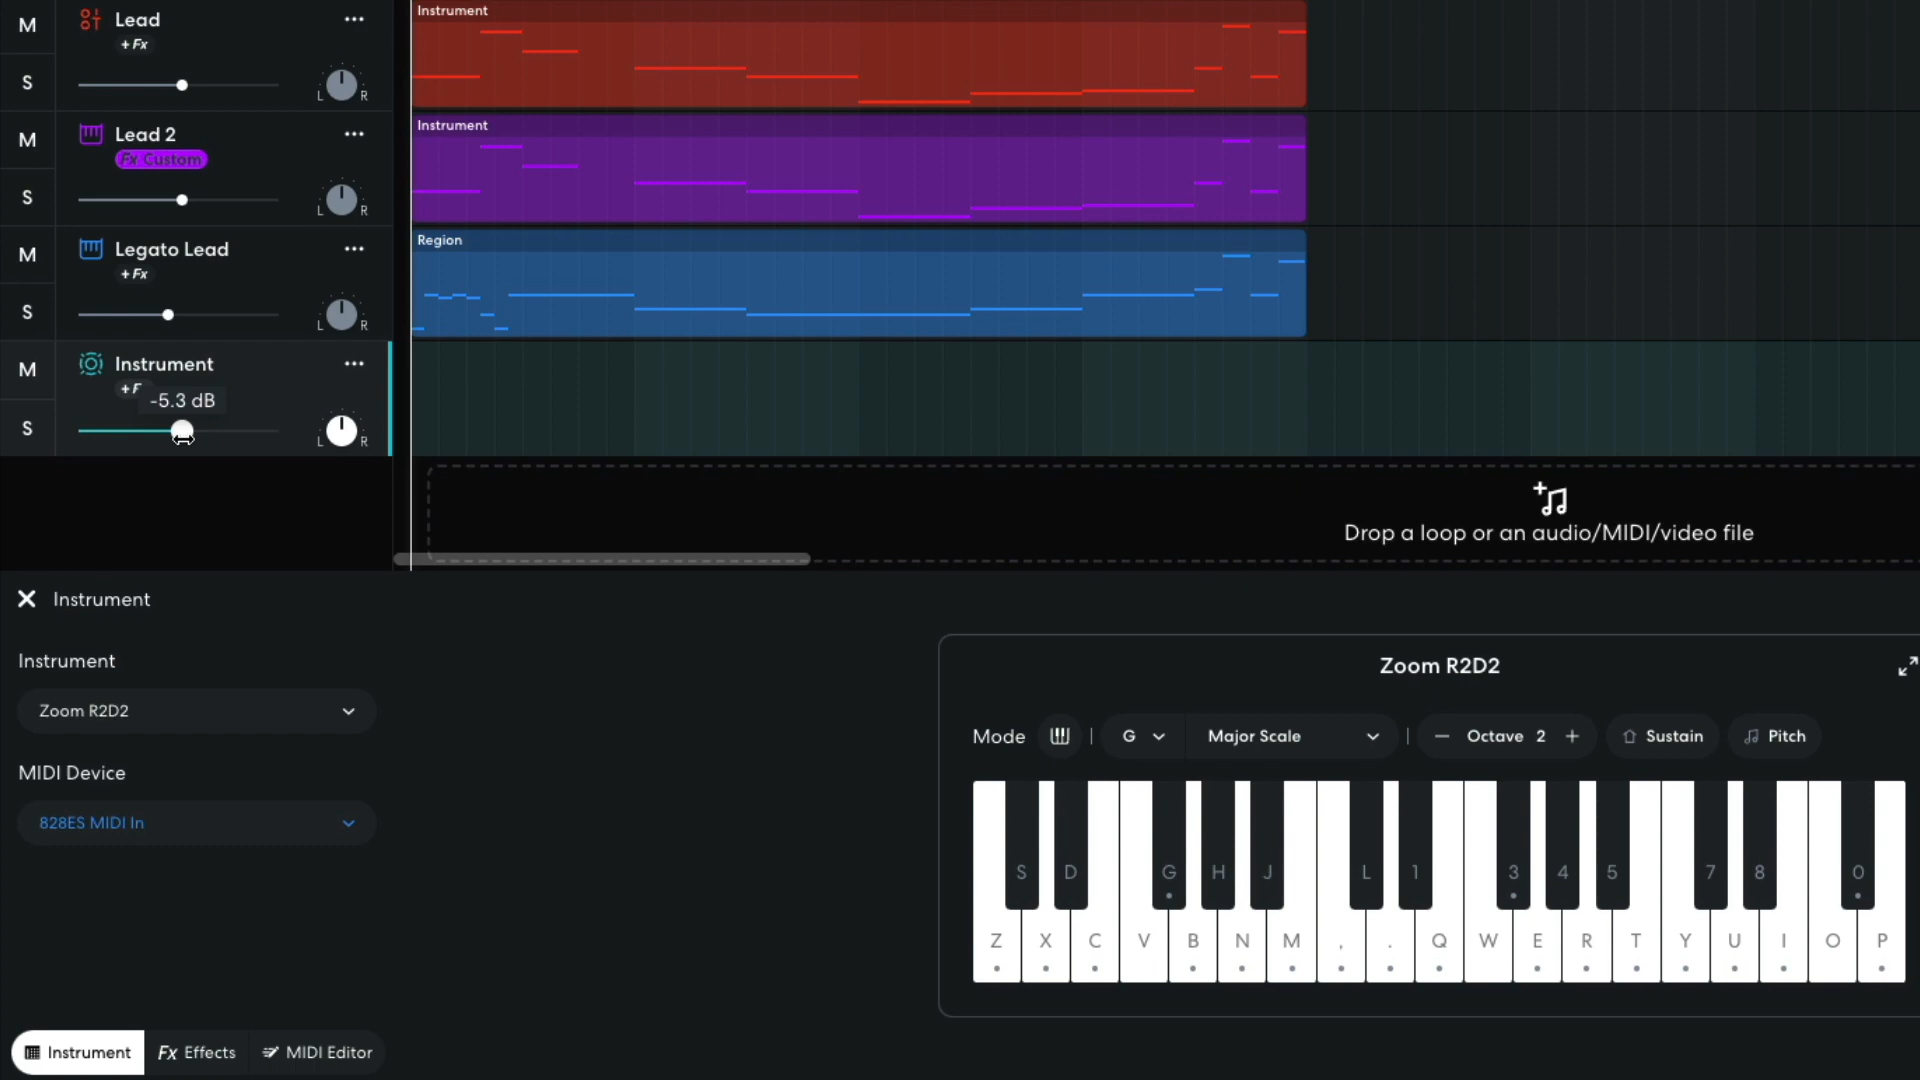 M
Lead
+ Fx
S
L
R
Instrument
M
Lead 2
Fx Custom
S
L
R
Instrument
M
Legato Lead
+ Fx
S
L
R
Region
M
Instrument
+ F
-5.3 dB
S
L
R
Drop a loop or an audio/MIDI/video file
Instrument
Instrument
Zoom R2D2
MIDI Device
828ES MIDI In
Zoom R2D2
Mode | G Major Scale | − Octave 2 + Sustain Pitch
S D G H J L 1 3 4 5 7 8 0
Z X C V B N M , . Q W E R T Y U I O P
Instrument Fx Effects MIDI Editor